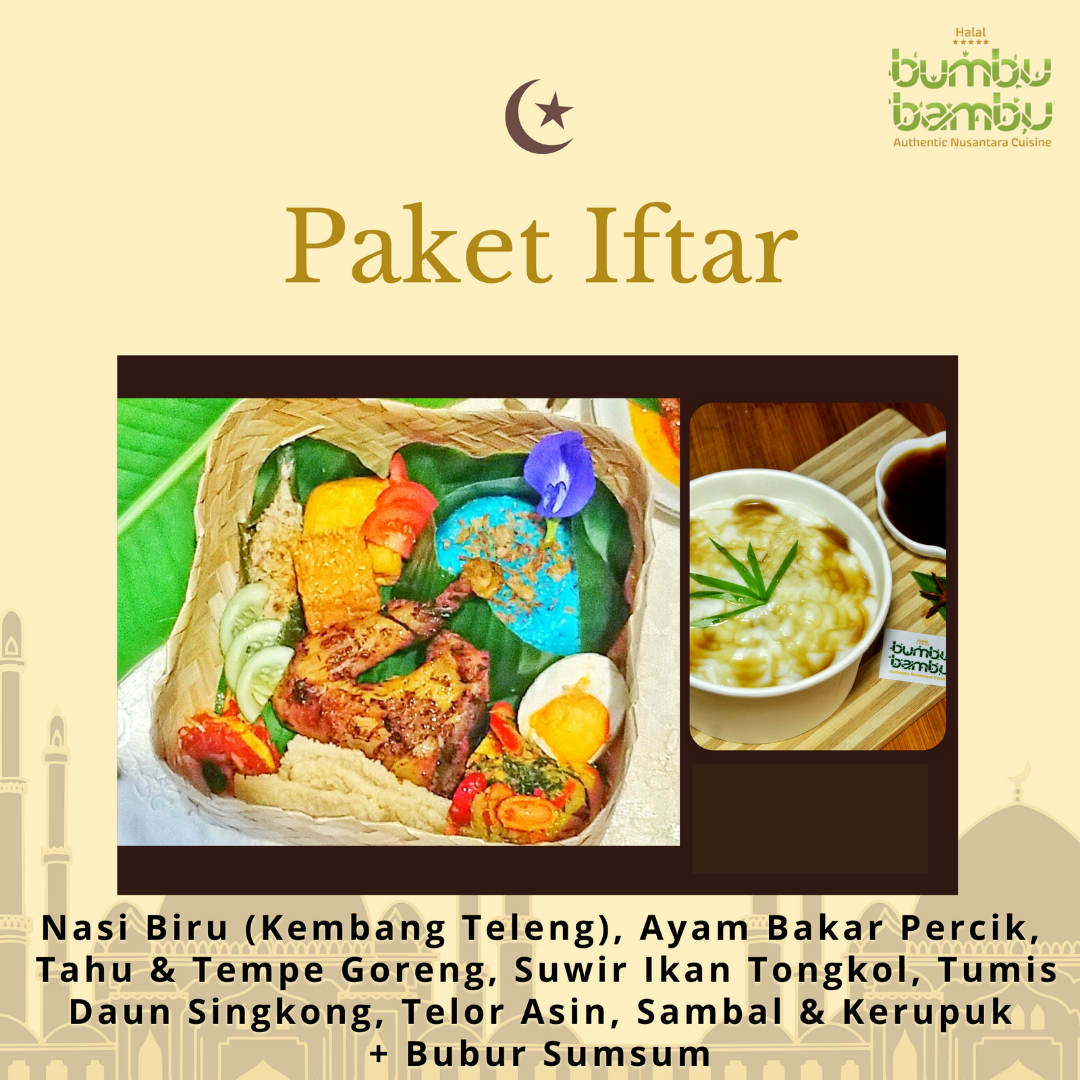 Halal
bumbu
bambu
Authentic Nusantara Cuisine
Paket Iftar
bumbu
bambu
Nasi Biru (Kembang Teleng), Ayam Bakar Percik,
Tahu & Tempe Goreng, Suwir Ikan Tongkol, Tumis
Daun Singkong, Telor Asin, Sambal & Kerupuk
+ Bubur Sumsum